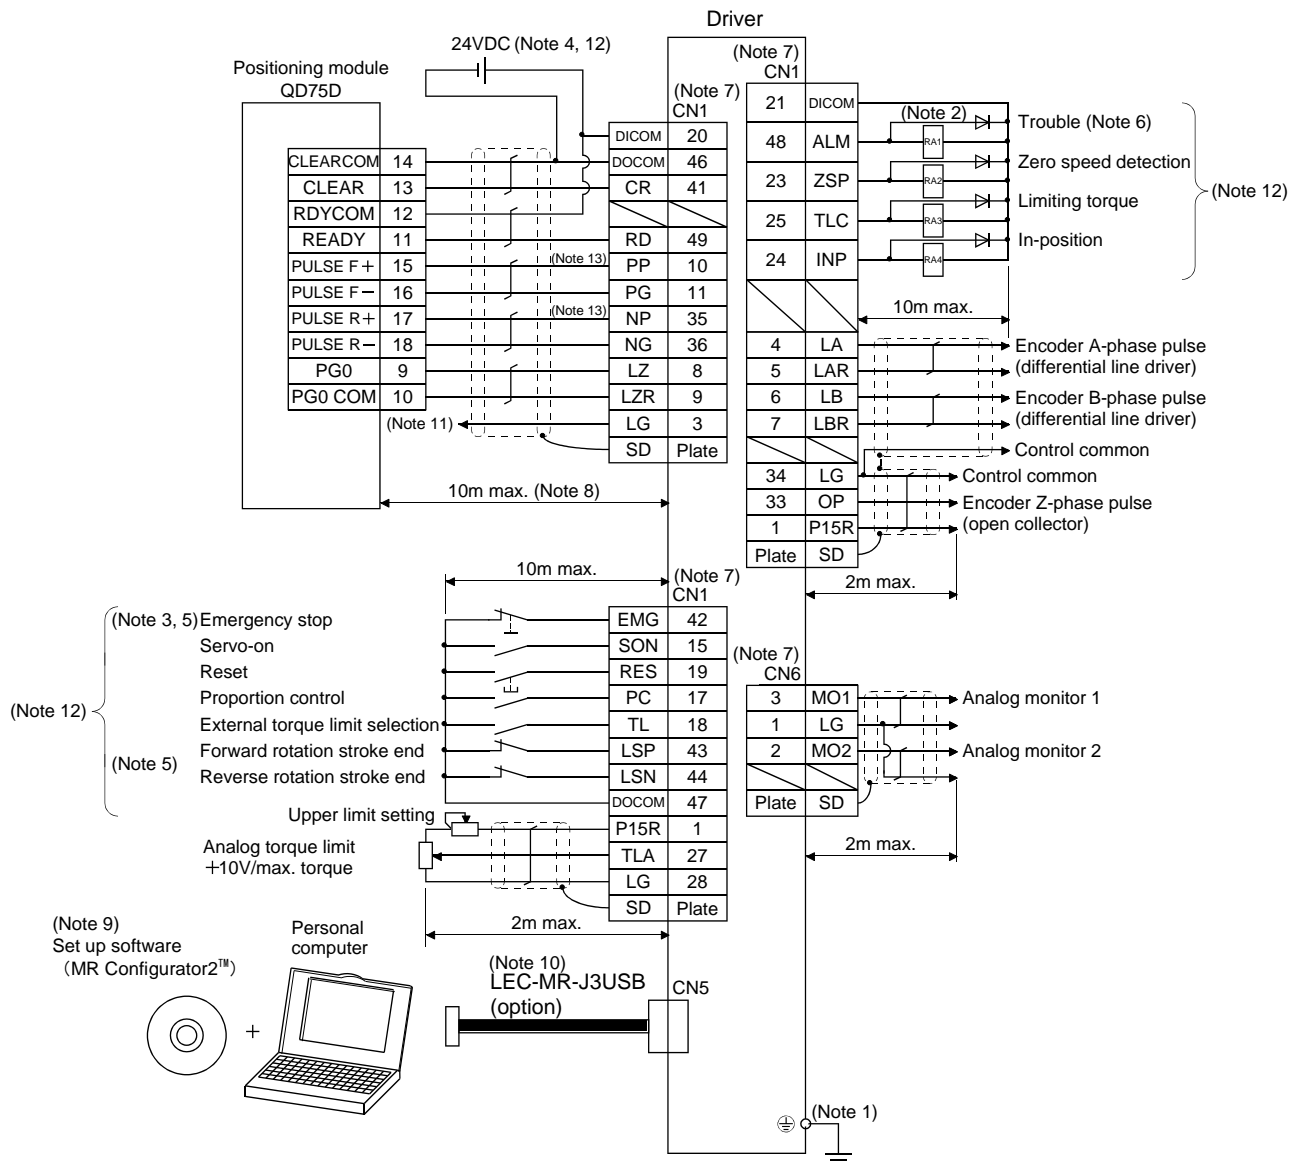 Driver
24VDC (Note 4, 12)
Positioning module
QD75D
(Note 7)
CN1
CLEARCOM 14
CLEAR 13
RDYCOM 12
READY 11
PULSE F+ 15
PULSE F− 16
PULSE R+ 17
PULSE R− 18
PG0 9
PG0 COM 10
(Note 13)
(Note 13)
(Note 11)
DICOM 20
DOCOM 46
CR 41
RD 49
PP 10
PG 11
NP 35
NG 36
LZ 8
LZR 9
LG 3
SD Plate
10m max. (Note 8)
(Note 7)
CN1
21 DICOM
48 ALM
23 ZSP
25 TLC
24 INP
4 LA
5 LAR
6 LB
7 LBR
34 LG
33 OP
1 P15R
Plate SD
(Note 2)
RA1
RA2
RA3
RA4
Trouble (Note 6)
Zero speed detection
Limiting torque
In-position
(Note 12)
10m max.
Encoder A-phase pulse
(differential line driver)
Encoder B-phase pulse
(differential line driver)
Control common
Control common
Encoder Z-phase pulse
(open collector)
2m max.
10m max.
(Note 7)
CN1
(Note 12)
(Note 3, 5) Emergency stop
Servo-on
Reset
Proportion control
External torque limit selection
(Note 5)
Forward rotation stroke end
Reverse rotation stroke end
Upper limit setting
Analog torque limit
+10V/max. torque
EMG 42
SON 15
RES 19
PC 17
TL 18
LSP 43
LSN 44
DOCOM 47
P15R 1
TLA 27
LG 28
SD Plate
2m max.
(Note 7)
CN6
3 MO1
1 LG
2 MO2
Plate SD
Analog monitor 1
Analog monitor 2
2m max.
(Note 9)
Set up software
(MR Configurator2™)
Personal
computer
+
(Note 10)
LEC-MR-J3USB
(option)
CN5
(Note 1)